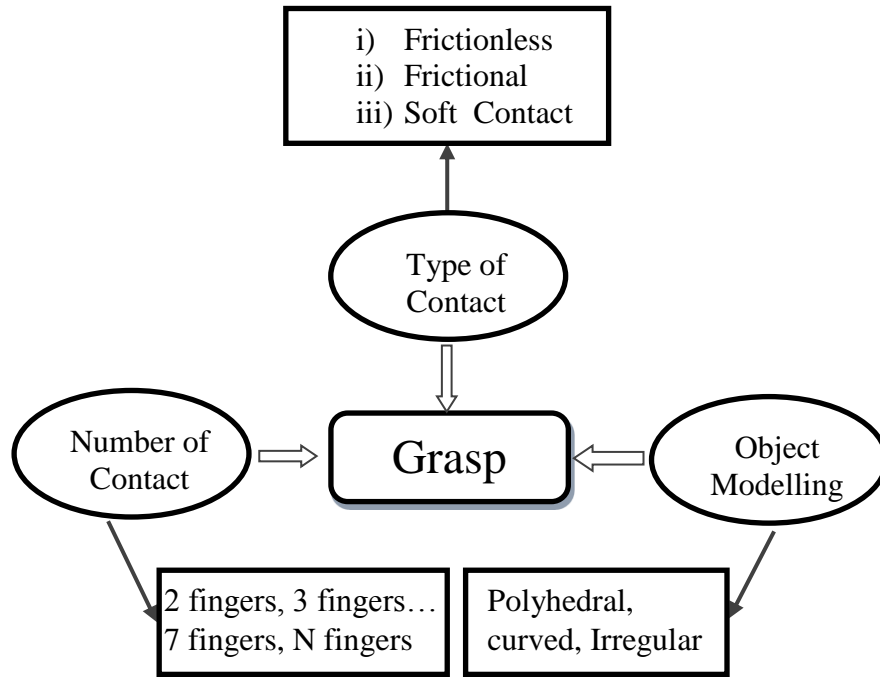 i) Frictionless
ii) Frictional
iii) Soft Contact
Type of
Contact
Number of
Contact
Grasp
Object
Modelling
2 fingers, 3 fingers…
7 fingers, N fingers
Polyhedral,
curved, Irregular